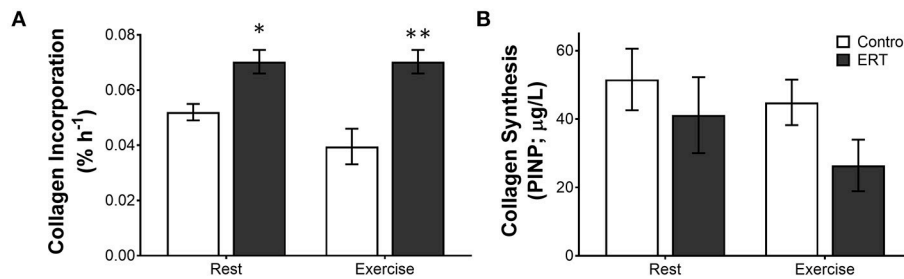 A
Collagen Incorporation
(% h-1)
0.08
0.06
0.04
0.02
0.00
*
**
Rest
Exercise
B
Collagen Synthesis
(PINP; µg/L)
60
40
20
0
Contro
ERT
Rest
Exercise